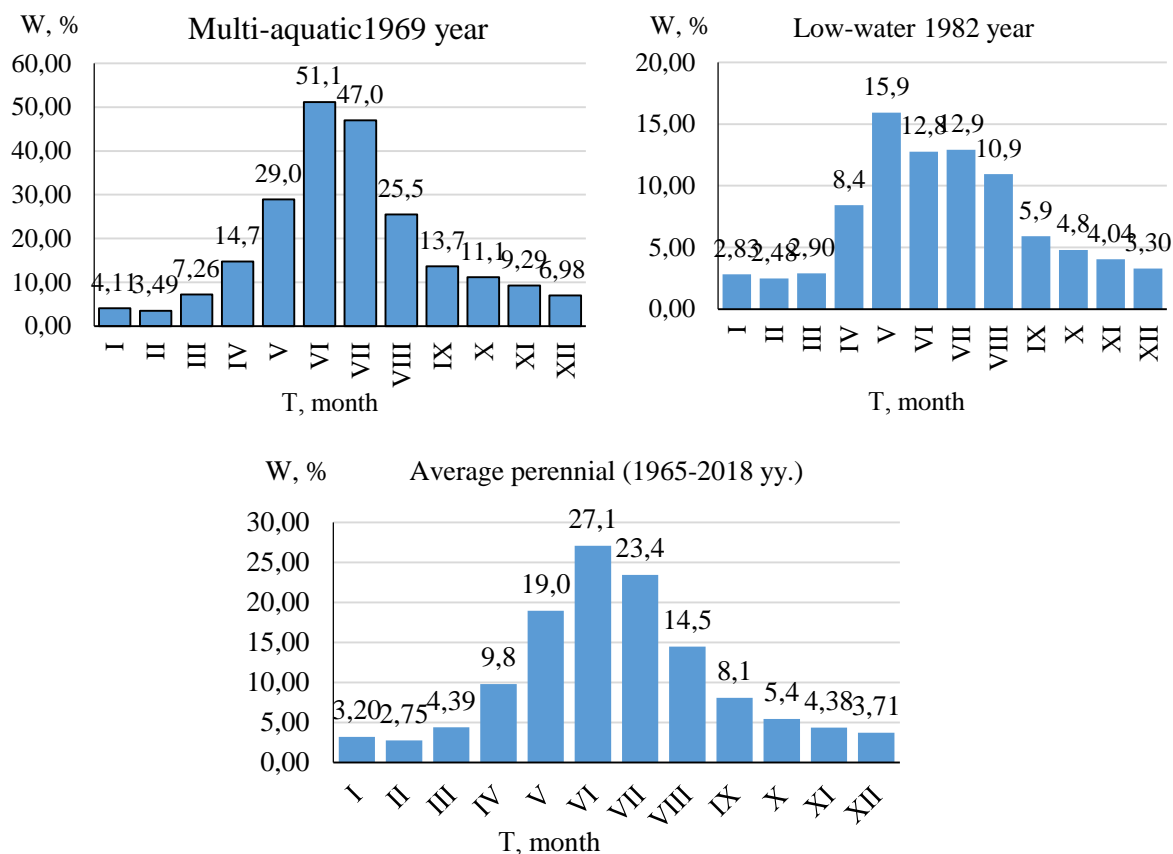 W, %
Multi-aquatic1969 year
60,00
50,00
40,00
30,00
20,00
10,00
0,00
4,11
3,49
7,26
14,7
29,0
51,1
47,0
25,5
13,7
11,1
9,29
6,98
I
II
III
IV
V
VI
VII
VIII
IX
X
XI
XII
T, month
W, %
Low-water 1982 year
20,00
15,00
10,00
5,00
0,00
2,83
2,48
2,90
8,4
15,9
12,8
12,9
10,9
5,9
4,8
4,04
3,30
I
II
III
IV
V
VI
VII
VIII
IX
X
XI
XII
T, month
W, %
Average perennial (1965-2018 yy.)
30,00
25,00
20,00
15,00
10,00
5,00
0,00
3,20
2,75
4,39
9,8
19,0
27,1
23,4
14,5
8,1
5,4
4,38
3,71
I
II
III
IV
V
VI
VII
VIII
IX
X
XI
XII
T, month